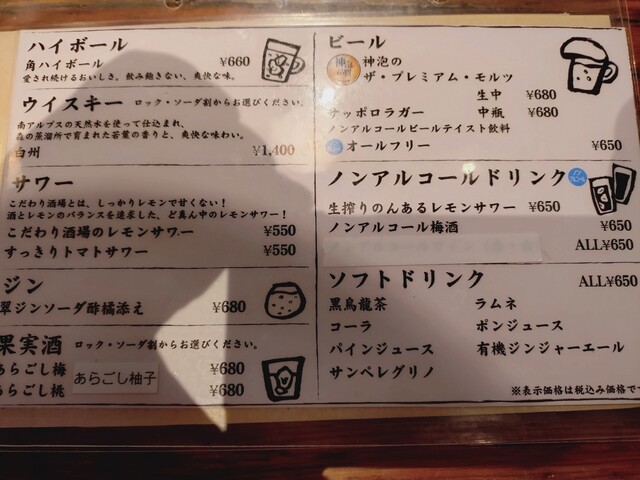 ハイボール
角ハイボール ¥660
愛され続けるおいしさ。飲み飽きない、爽快な味。
ウイスキー ロック・ソーダ割からお選びください。
南アルプスの天然水を使って仕込まれ、
森の蒸溜所で育まれた若葉の香りと、爽快な味わい。
白州 ¥1,400
サワー
こだわり酒場とは、しっかりレモンで甘くない！
酒とレモンのバランスを追求した、ど真ん中のレモンサワー！
こだわり酒場のレモンサワー ¥550
すっきりトマトサワー ¥550
ジン
翠ジンソーダ酢橘添え ¥680
果実酒 ロック・ソーダ割からお選びください。
あらごし梅 ¥680
あらごし柚子
あらごし桃 ¥680
ビール
神泡の
ザ・プレミアム・モルツ
生中 ¥680
サッポロラガー 中瓶 ¥680
ノンアルコールビールテイスト飲料
オールフリー ¥650
ノンアルコールドリンク
生搾りのんあるレモンサワー ¥650
ノンアルコール梅酒
ALL¥650
ソフトドリンク ALL¥650
黒烏龍茶 ラムネ
コーラ ポンジュース
パインジュース 有機ジンジャーエール
サンペレグリノ
※表示価格は税込み価格で